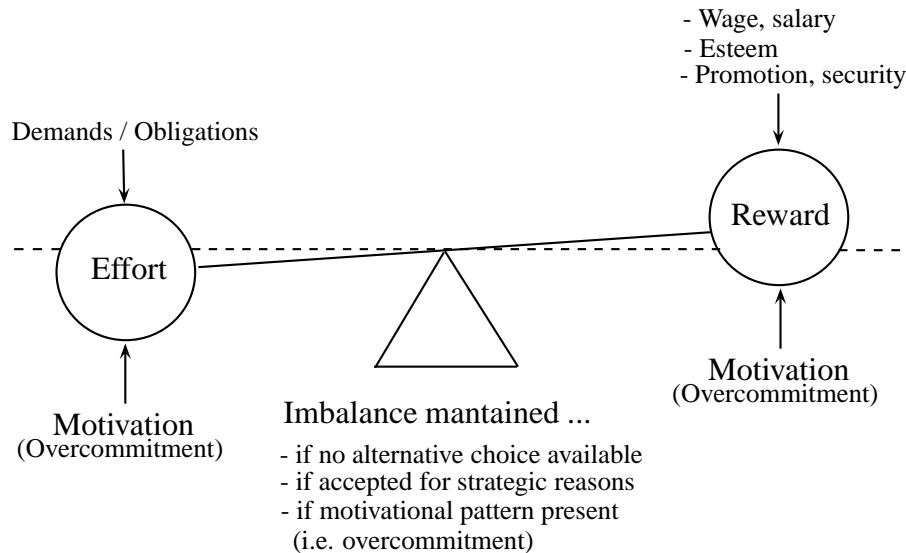 - Wage, salary
- Esteem
- Promotion, security
Demands / Obligations
Reward
Effort
Motivation
(Overcommitment)
Motivation
(Overcommitment)
Imbalance mantained ...
- if no alternative choice available
- if accepted for strategic reasons
- if motivational pattern present
(i.e. overcommitment)